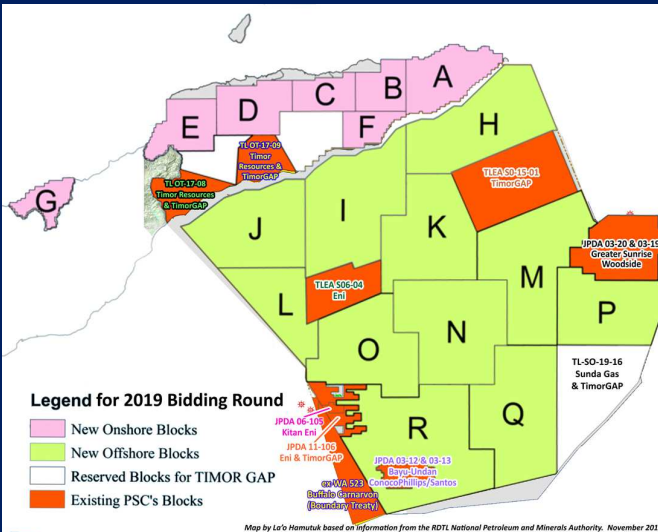 A
B
C
D
E
F
G
H
TL OT-17-09
Timor
Resources &
TimorGAP
TL OT-17-08
Timor Resources
& TimorGAP
TLEA SO-15-01
TimorGAP
I
J
K
JPDA 03-20 & 03-19
Greater Sunrise
Woodside
TLEA S06-04
Eni
L
M
P
N
O
TL-SO-19-16
Sunda Gas
& TimorGAP
Q
R
Legend for 2019 Bidding Round
New Onshore Blocks
New Offshore Blocks
Reserved Blocks for TIMOR GAP
Existing PSC's Blocks
JPDA 06-105
Kitan Eni
JPDA 11-106
Eni & TimorGAP
JPDA 03-12 & 03-13
Bayu-Undan
ConocoPhillips/Santos
ex-WA-523
Buffalo Carnarvon
(Boundary Treaty)
Map by La'o Hamutuk based on information from the RDTL National Petroleum and Minerals Authority. November 201